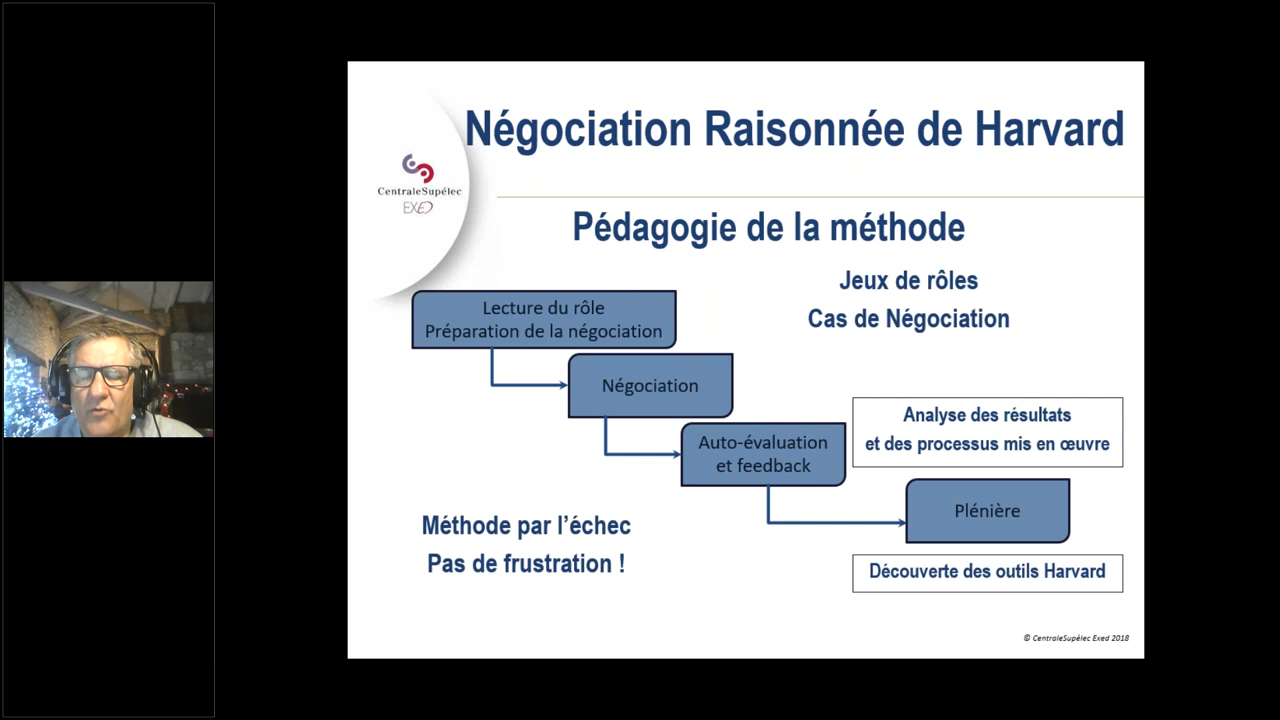 Négociation Raisonnée de Harvard
CentraleSupélec
EXED
Pédagogie de la méthode
Jeux de rôles
Cas de Négociation
Lecture du rôle
Préparation de la négociation
Négociation
Auto-évaluation
et feedback
Analyse des résultats
et des processus mis en œuvre
Plénière
Méthode par l’échec
Pas de frustration !
Découverte des outils Harvard
© CentraleSupélec Exed 2018